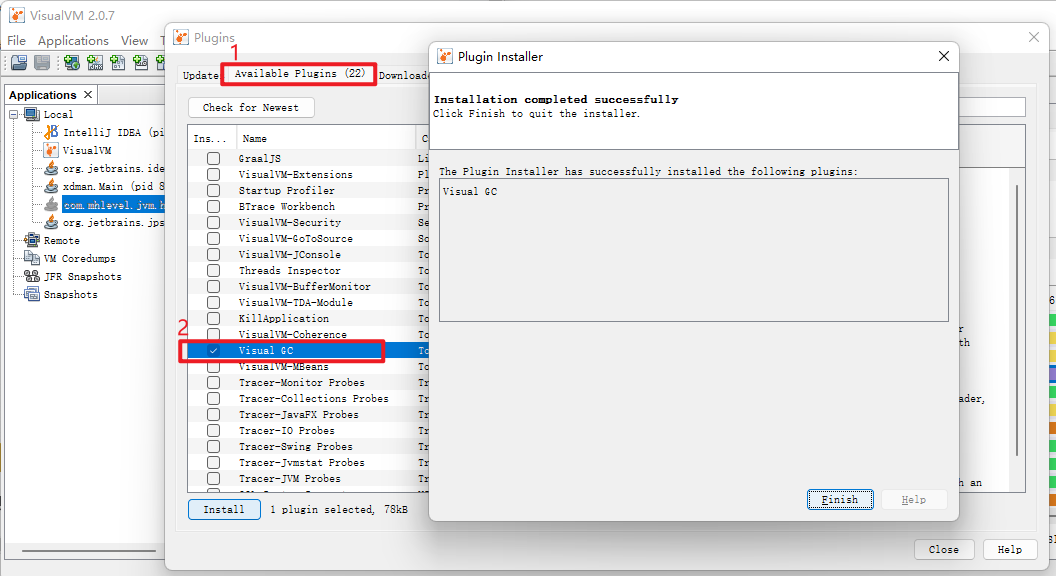 VisualVM 2.0.7
File Applications View
Applications
Local
IntelliJ IDEA (pi
VisualVM
org.jetbrains.ide
xdman.Main (pid
com.mhlevel.jvm.h
org.jetbrains.jps
Remote
VM Coredumps
JFR Snapshots
Snapshots
Plugins
1
Updates Available Plugins (22) Downloade
Check for Newest
Ins... Name
GraalJS Li
VisualVM-Extensions Pl
Startup Profiler Pr
BTrace Workbench Pr
VisualVM-Security Se
VisualVM-GoToSource So
VisualVM-JConsole To
Threads Inspector To
VisualVM-BufferMonitor To
VisualVM-TDA-Module To
KillApplication To
VisualVM-Coherence To
2
Visual GC To
VisualVM-MBeans To
Tracer-Monitor Probes Tr
Tracer-Collections Probes Tr
Tracer-JavaFX Probes Tr
Tracer-IO Probes Tr
Tracer-Swing Probes Tr
Tracer-Jvmstat Probes Tr
Tracer-JVM Probes Tr
Install 1 plugin selected, 78kB
Close Help
Plugin Installer
Installation completed successfully
Click Finish to quit the installer.
The Plugin Installer has successfully installed the following plugins:
Visual GC
Finish Help